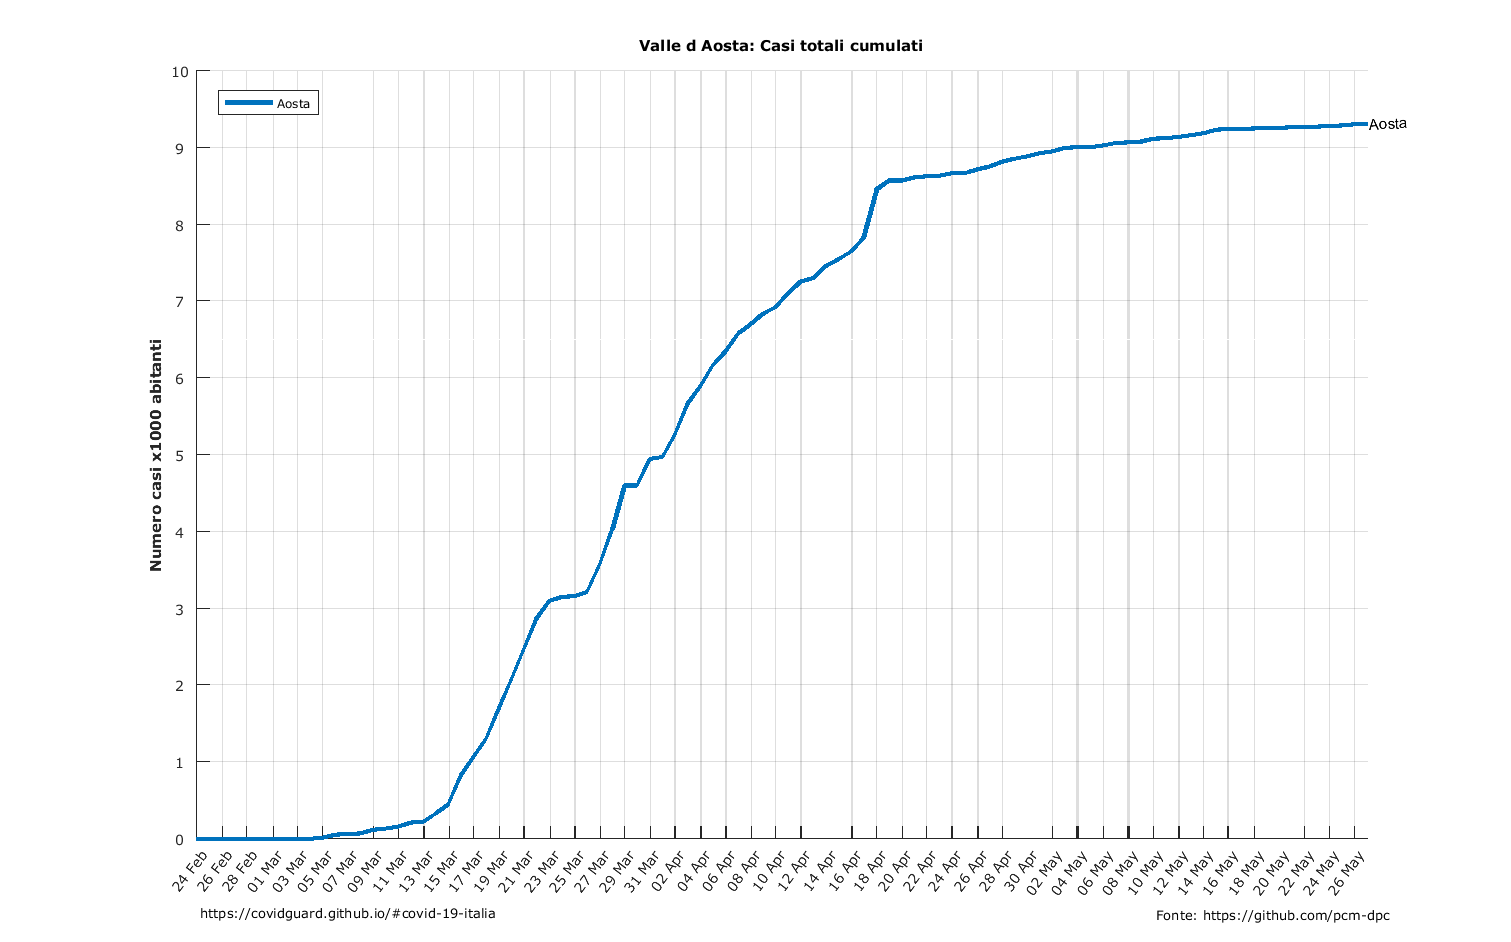 Valle d Aosta: Casi totali cumulati
10
9
8
7
6
5
4
3
2
1
0
Numero casi x1000 abitanti
Aosta
Aosta
24 Feb
26 Feb
28 Feb
01 Mar
03 Mar
05 Mar
07 Mar
09 Mar
11 Mar
13 Mar
15 Mar
17 Mar
19 Mar
21 Mar
23 Mar
25 Mar
27 Mar
29 Mar
31 Mar
02 Apr
04 Apr
06 Apr
08 Apr
10 Apr
12 Apr
14 Apr
16 Apr
18 Apr
20 Apr
22 Apr
24 Apr
26 Apr
28 Apr
30 Apr
02 May
04 May
06 May
08 May
10 May
12 May
14 May
16 May
18 May
20 May
22 May
24 May
26 May
https://covidguard.github.io/#covid-19-italia
Fonte: https://github.com/pcm-dpc